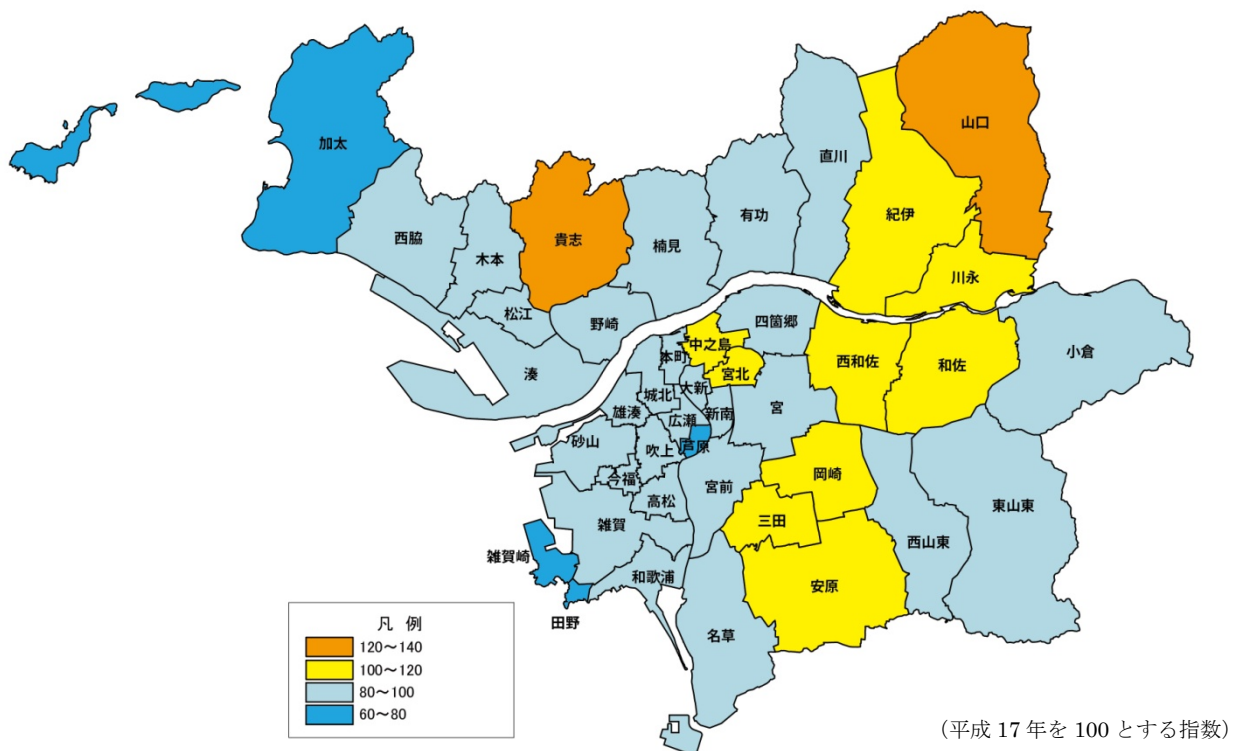 加太
山口
直川
貴志
有功
紀伊
西脇
楠見
木本
川永
松江
野崎
四箇郷
中之島
本町
西和佐
和佐
小倉
湊
宮北
城北
大新
雄湊
広瀬
新南
宮
砂山
吹上
芦原
今福
宮前
岡崎
高松
雑賀
三田
東山東
西山東
雑賀崎
和歌浦
安原
田野
名草
凡 例
120～140
100～120
80～100
60～80
(平成 17 年を 100 とする指数)